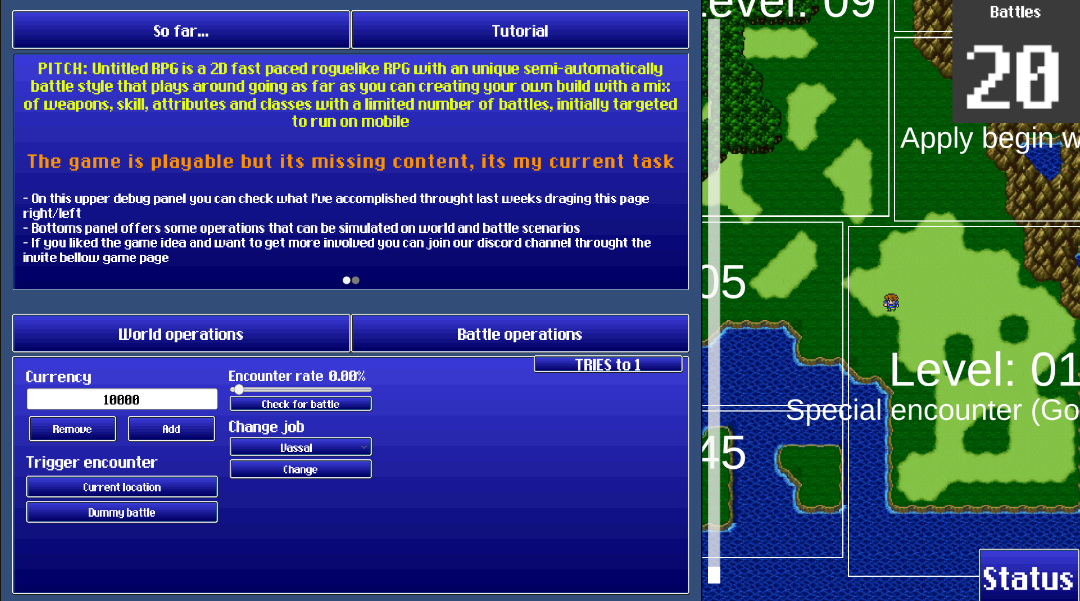 So far...
Tutorial
PITCH: Untitled RPG is a 2D fast paced roguelike RPG with an unique semi-automatically
battle style that plays around going as far as you can creating your own build with a mix
of weapons, skill, attributes and classes with a limited number of battles, initially targeted
to run on mobile
The game is playable but its missing content, its my current task
- On this upper debug panel you can check what I've accomplished throught last weeks draging this page
right/left
- Bottoms panel offers some operations that can be simulated on world and battle scenarios
- If you liked the game idea and want to get more involved you can join our discord channel throught the
invite bellow game page
World operations
Battle operations
TRIES to 1
Currency
10000
Remove
Add
Trigger encounter
Current location
Dummy battle
Encounter rate 0.00%
Check for battle
Change job
Vassal
Change
Level: 09
Battles
20
Apply begin w
05
Level: 01
Special encounter (Go
45
Status